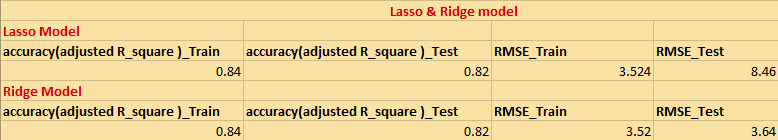 Lasso & Ridge model
Lasso Model
accuracy(adjusted R_square )_Train accuracy(adjusted R_square )_Test RMSE_Train RMSE_Test
0.84 0.82 3.524 8.46
Ridge Model
accuracy(adjusted R_square )_Train accuracy(adjusted R_square )_Test RMSE_Train RMSE_Test
0.84 0.82 3.52 3.64